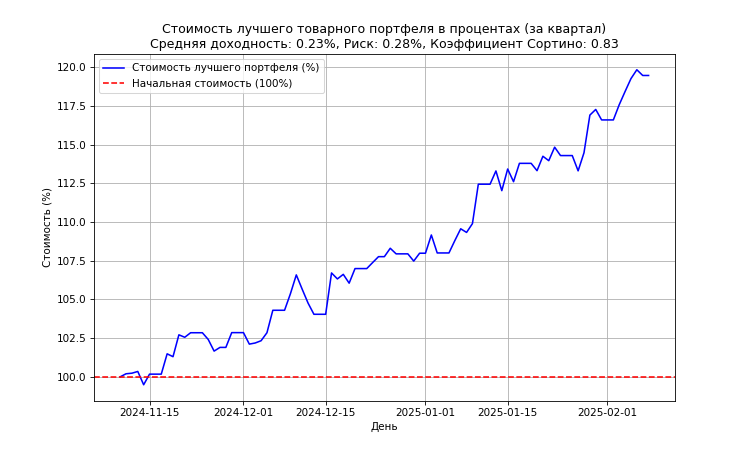 Стоимость лучшего товарного портфеля в процентах (за квартал)
Средняя доходность: 0.23%, Риск: 0.28%, Коэффициент Сортино: 0.83
Стоимость лучшего портфеля (%)
Начальная стоимость (100%)
Стоимость (%)
120.0
117.5
115.0
112.5
110.0
107.5
105.0
102.5
100.0
2024-11-15
2024-12-01
2024-12-15
2025-01-01
2025-01-15
2025-02-01
День